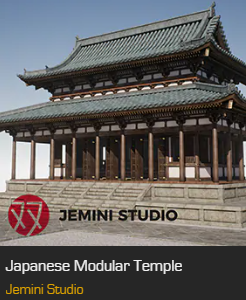 JEMINI STUDIO
Japanese Modular Temple
Jemini Studio